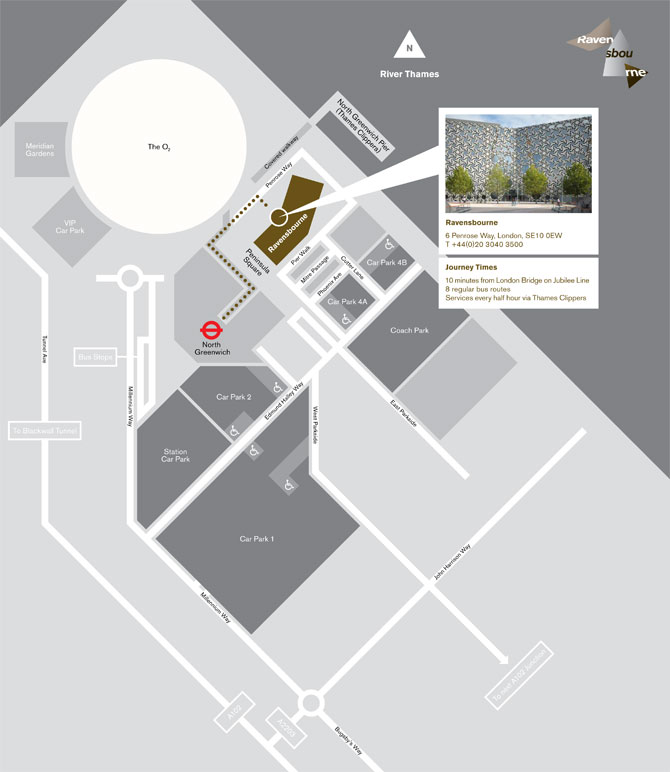 N
River Thames
Raven
sbou
rne
North Greenwich Pier
(Thames Clippers)
Covered walkway
Penrose Way
Meridian
Gardens
The O2
VIP
Car Park
Ravensbourne
Peninsula
Square
Pier Walk
Mitre Passage
Phoenix Ave
Cutter Lane
Car Park 4B
Car Park 4A
Ravensbourne
6 Penrose Way, London, SE10 0EW
T +44(0)20 3040 3500
Journey Times
10 minutes from London Bridge on Jubilee Line
8 regular bus routes
Services every half hour via Thames Clippers
North
Greenwich
Coach Park
Tunnel Ave
Bus Stops
Millennium Way
Car Park 2
Edmund Halley Way
West Parkside
East Parkside
To Blackwall Tunnel
Station
Car Park
Car Park 1
John Harrison Way
Millennium Way
To next A102 Junction
A102
A2203
Bugsby's Way